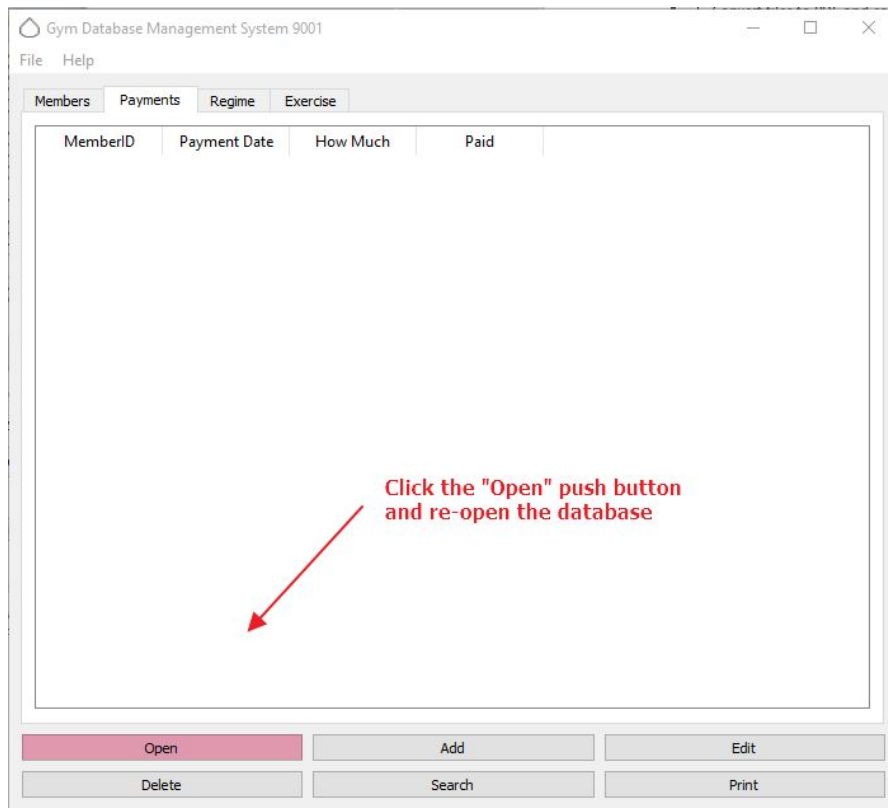 Gym Database Management System 9001
File Help
Members Payments Regime Exercise
MemberID Payment Date How Much Paid
Click the "Open" push button
and re-open the database
Open Add Edit
Delete Search Print